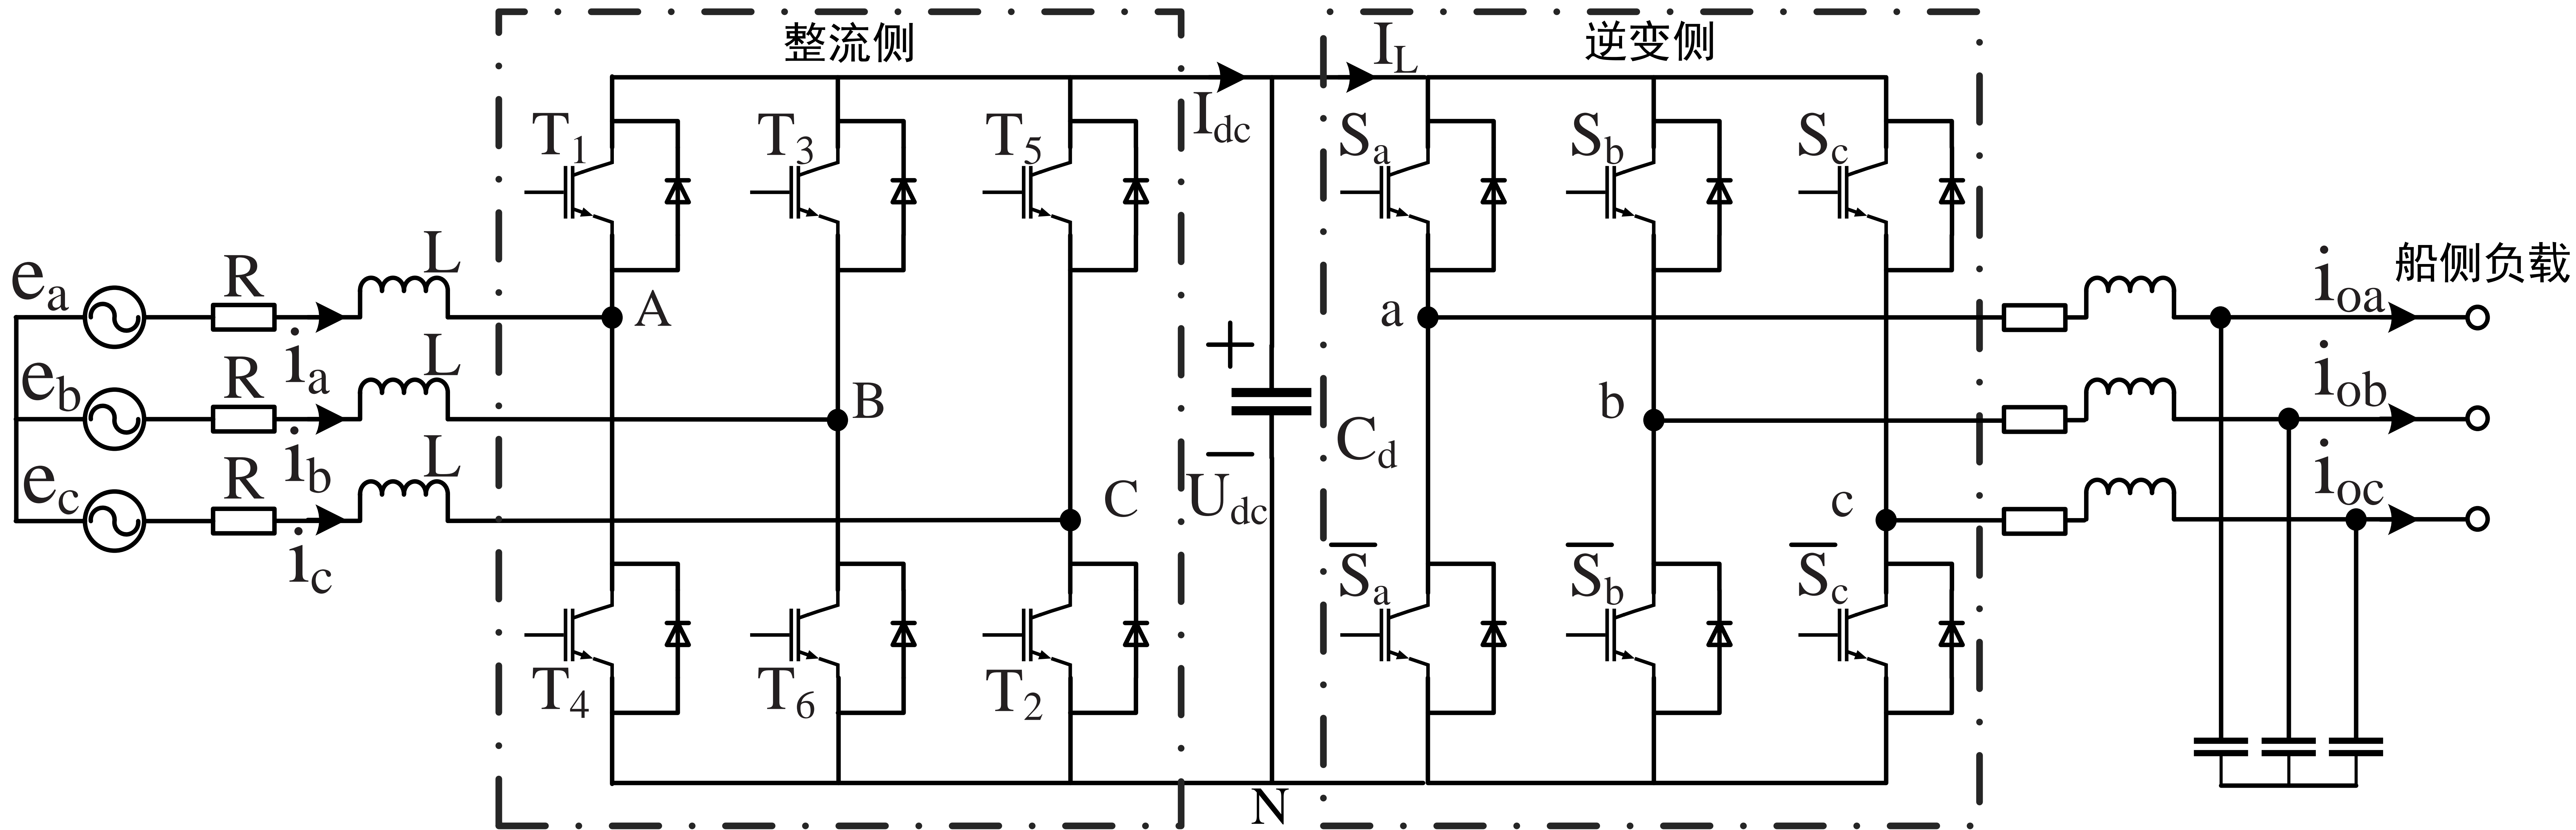 整流侧
逆变侧
I_L
I_dc
T_1
T_3
T_5
S_a
S_b
S_c
e_a
R
L
i_a
A
a
i_oa
船侧负载
e_b
R
L
i_b
B
b
i_ob
+
C_d
−
U_dc
e_c
R
L
i_c
C
c
i_oc
S̅_a
S̅_b
S̅_c
T_4
T_6
T_2
N